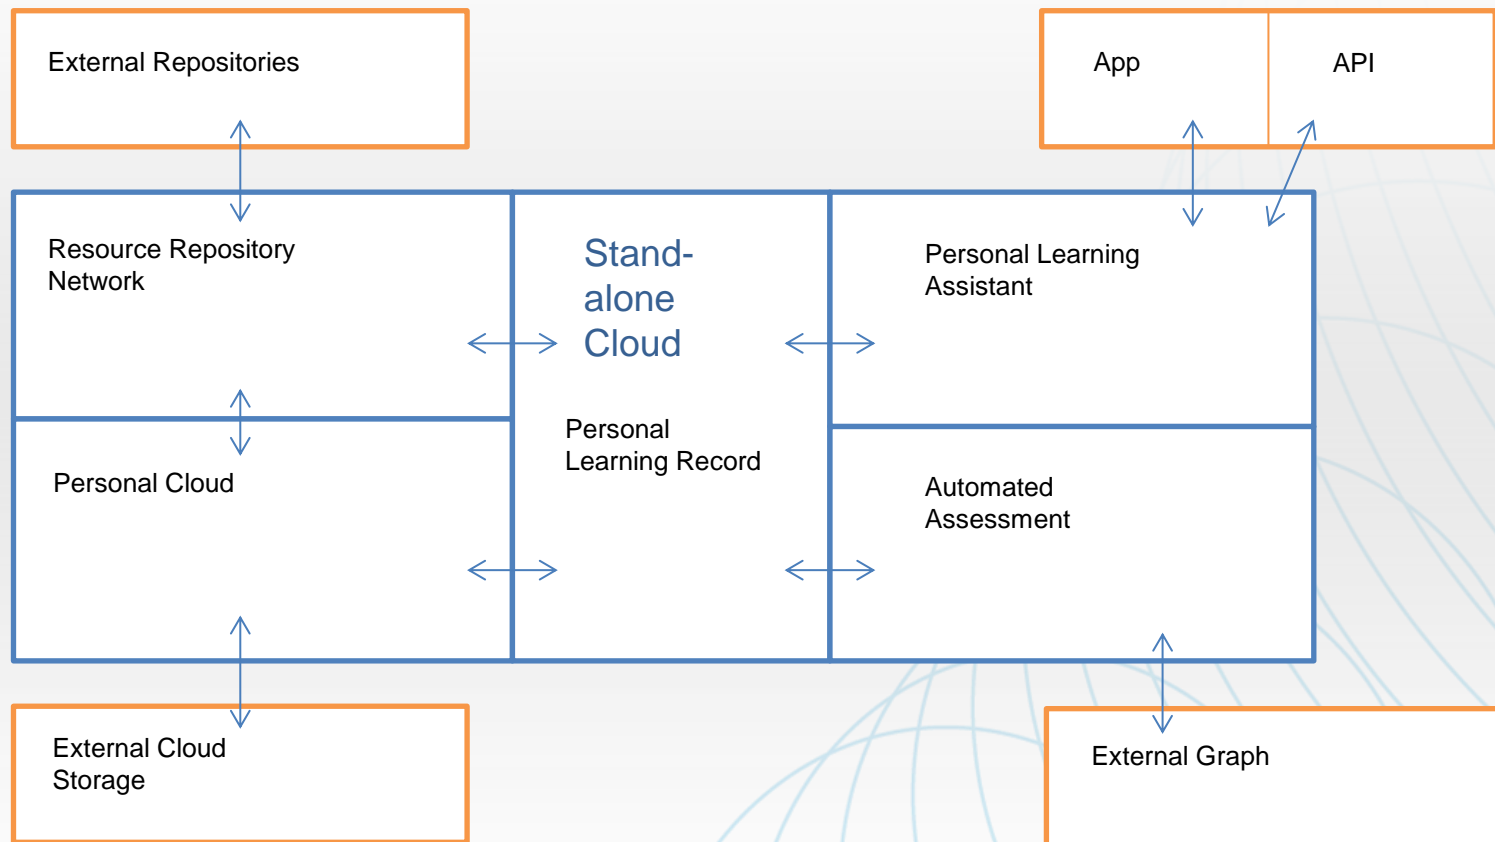 External Repositories
App
API
Resource Repository
Network
Stand-
alone
Cloud
Personal Learning
Assistant
Personal
Learning Record
Personal Cloud
Automated
Assessment
External Cloud
Storage
External Graph